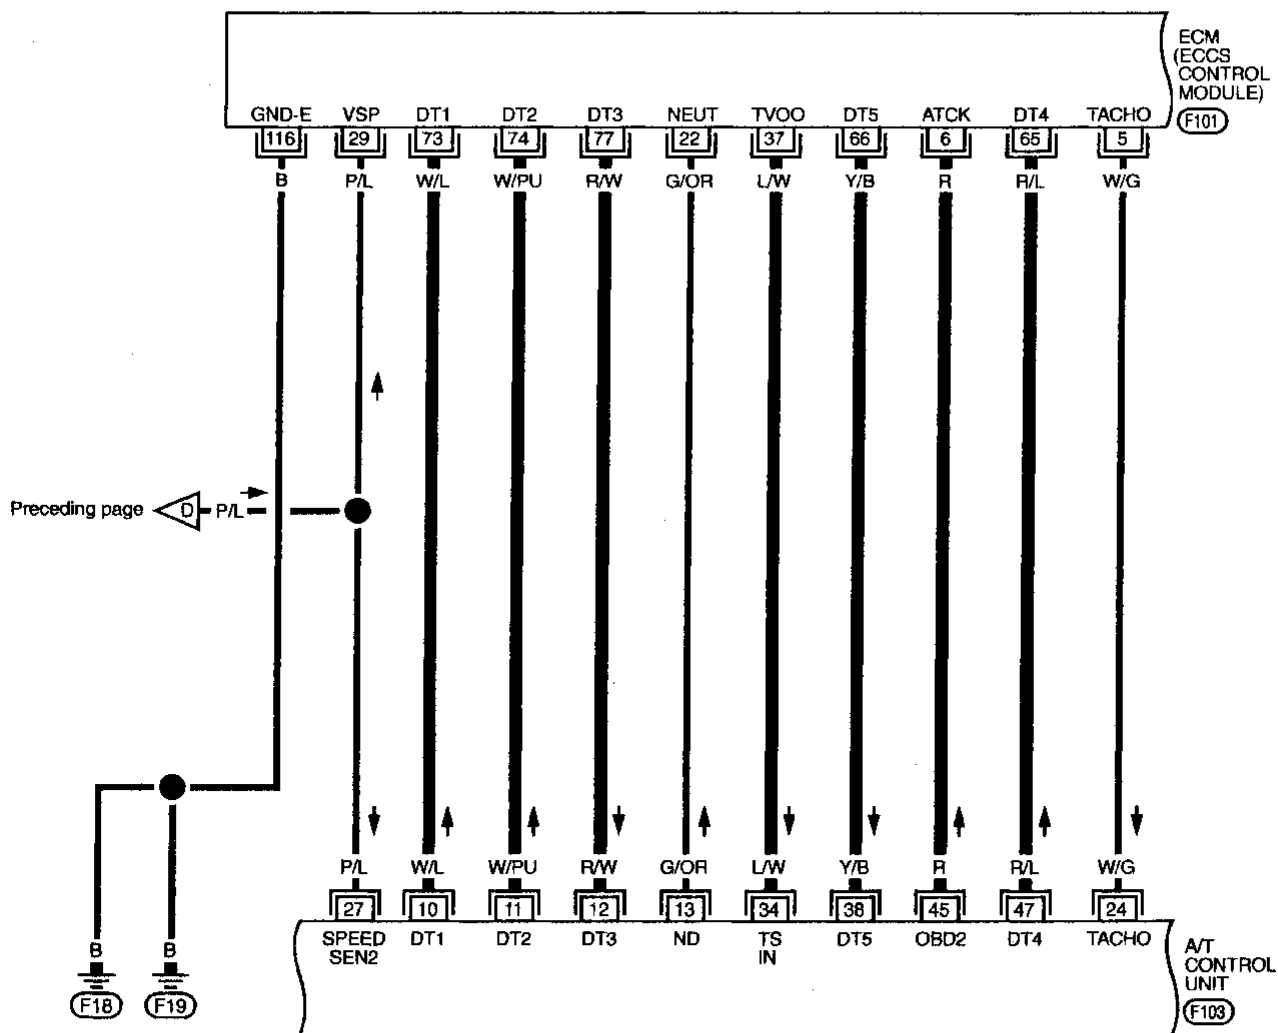 ECM
(ECCS
CONTROL
MODULE)
F101
GND-E VSP DT1 DT2 DT3 NEUT TVOO DT5 ATCK DT4 TACHO
116 29 73 74 77 22 37 66 6 65 5
B P/L W/L W/PU R/W G/OR L/W Y/B R R/L W/G
Preceding page D P/L
P/L W/L W/PU R/W G/OR L/W Y/B R R/L W/G
27 10 11 12 13 34 38 45 47 24
SPEED SEN2 DT1 DT2 DT3 ND TS IN DT5 OBD2 DT4 TACHO
B B
F18 F19
A/T
CONTROL
UNIT
F103